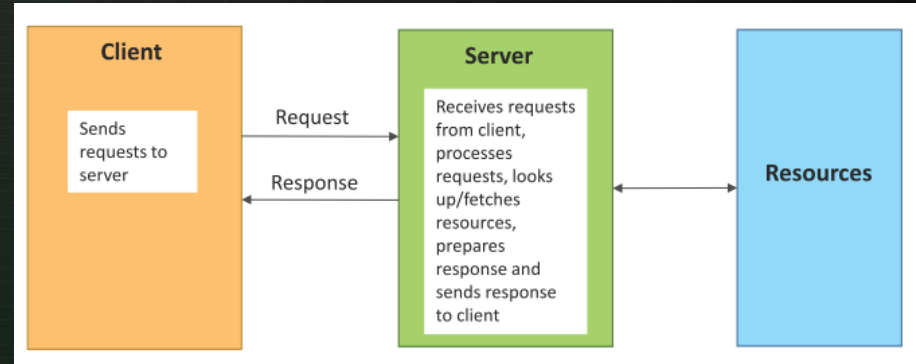 Client
Sends
requests to
server
Request
Response
Server
Receives requests
from client,
processes
requests, looks
up/fetches
resources,
prepares
response and
sends response
to client
Resources